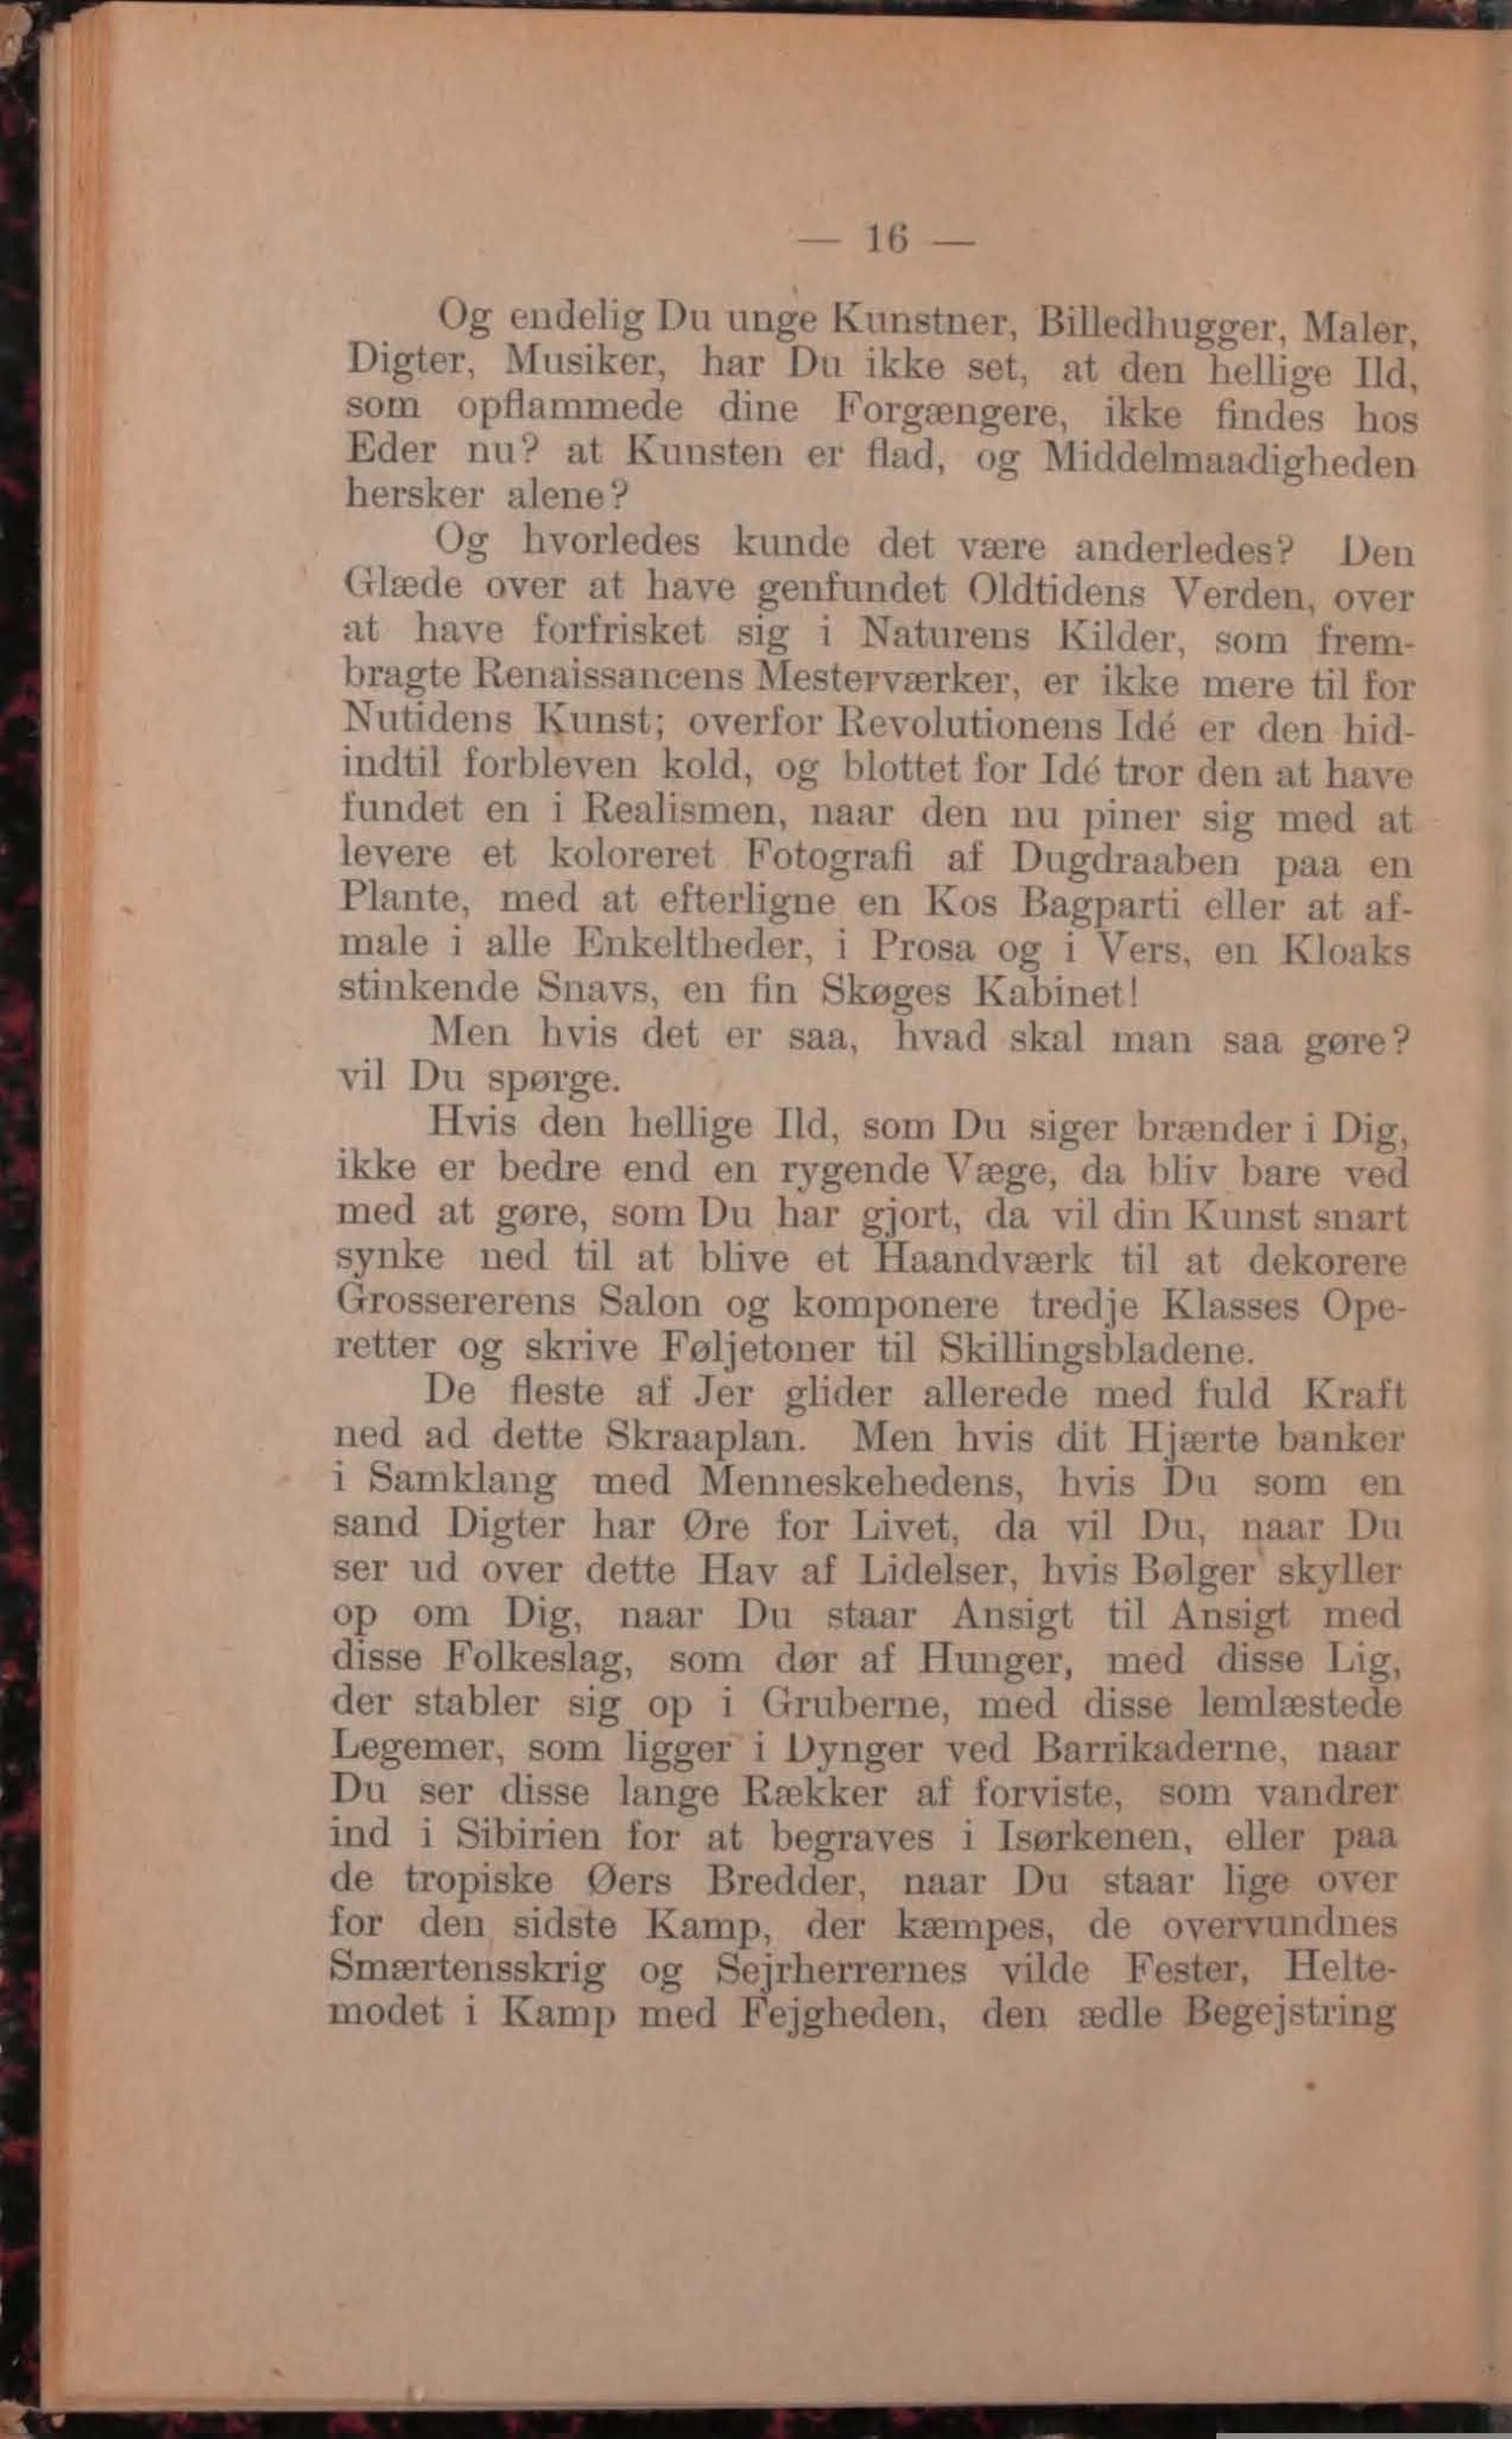 — 16 —
Og endelig Du unge Kunstner, Billedhugger, Maler,
Digter, Musiker, har Du ikke set, at den hellige Ild,
som opflammede dine Forgængere, ikke findes hos
Eder nu? at Kunsten er flad, og Middelmaadigheden
hersker alene?
Og hvorledes kunde det være anderledes? Den
Glæde over at have genfundet Oldtidens Verden, over
at have forfrisket sig i Naturens Kilder, som frem-
bragte Renaissancens Mesterværker, er ikke mere til for
Nutidens Kunst; overfor Revolutionens Idé er den hid-
indtil forbleven kold, og blottet for Idé tror den at have
fundet en i Realismen, naar den nu piner sig med at
levere et koloreret Fotografi af Dugdraaben paa en
Plante, med at efterligne en Kos Bagparti eller at af-
male i alle Enkeltheder, i Prosa og i Vers, en Kloaks
stinkende Snavs, en fin Skøges Kabinet!
Men hvis det er saa, hvad skal man saa gøre?
vil Du spørge.
Hvis den hellige Ild, som Du siger brænder i Dig,
ikke er bedre end en rygende Væge, da bliv bare ved
med at gøre, som Du har gjort, da vil din Kunst snart
synke ned til at blive et Haandværk til at dekorere
Grossererens Salon og komponere tredje Klasses Ope-
retter og skrive Føljetoner til Skillingsbladene.
De fleste af Jer glider allerede med fuld Kraft
ned ad dette Skraaplan. Men hvis dit Hjærte banker
i Samklang med Menneskehedens, hvis Du som en
sand Digter har Øre for Livet, da vil Du, naar Du
ser ud over dette Hav af Lidelser, hvis Bølger skyller
op om Dig, naar Du staar Ansigt til Ansigt med
disse Folkeslag, som dør af Hunger, med disse Lig,
der stabler sig op i Gruberne, med disse lemlæstede
Legemer, som ligger i Dynger ved Barrikaderne, naar
Du ser disse lange Rækker af forviste, som vandrer
ind i Sibirien for at begraves i Isørkenen, eller paa
de tropiske Øers Bredder, naar Du staar lige over
for den sidste Kamp, der kæmpes, de overvundnes
Smærtensskrig og Sejrherrernes vilde Fester, Helte-
modet i Kamp med Fejgheden, den ædle Begejstring